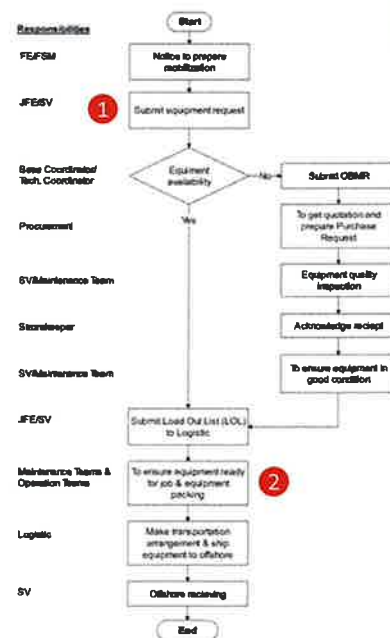 Start
Responsibilities
FE/FSM
Notice to prepare
mobilization
JFE/SV
1
Submit equipment request
Base Coordinator/
Tech. Coordinator
Equiment
availability
No
Submit OBMR
Yes
Procurement
To get quotation and
prepare Purchase
Request
SV/Maintenance Team
Equipment quality
inspection
Storekeeper
Acknowledge reciept
SV/Maintenance Team
To ensure equipment in
good condition
JFE/SV
Submit Load Out List (LOL)
to Logistic
Maintenance Teams &
Operation Teams
To ensure equipment ready
for job & equipment
packing
2
Logistic
Make transportation
arrangement & ship
equipment to offshore
SV
Offshore recieving
End